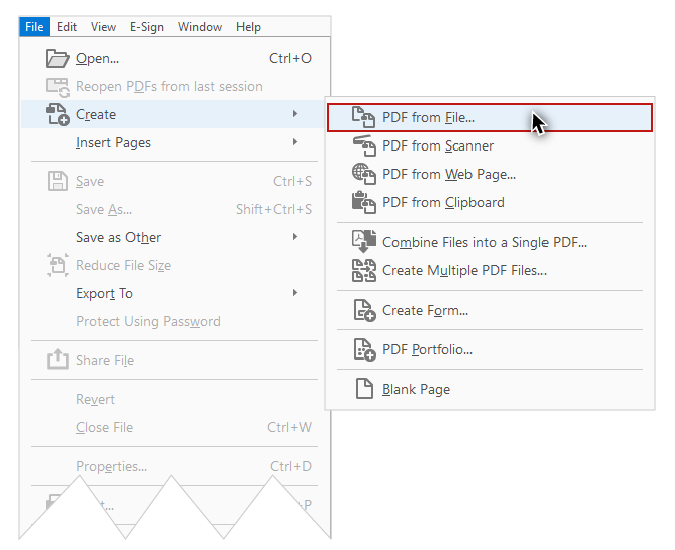 File Edit View E-Sign Window Help
Open... Ctrl+O
Reopen PDFs from last session
Create
Insert Pages
Save Ctrl+S
Save As... Shift+Ctrl+S
Save as Other
Reduce File Size
Export To
Protect Using Password
Share File
Revert
Close File Ctrl+W
Properties... Ctrl+D
PDF from File...
PDF from Scanner
PDF from Web Page...
PDF from Clipboard
Combine Files into a Single PDF...
Create Multiple PDF Files...
Create Form...
PDF Portfolio...
Blank Page